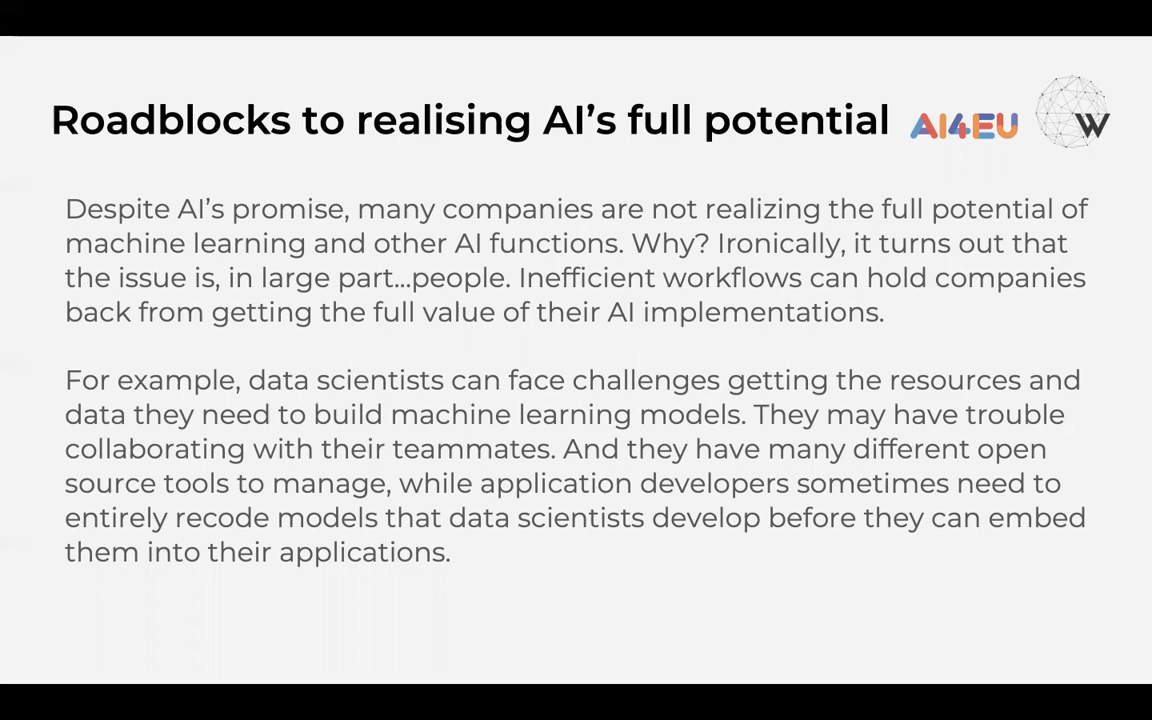 Roadblocks to realising AI’s full potential
AI4EU
W
Despite AI’s promise, many companies are not realizing the full potential of
machine learning and other AI functions. Why? Ironically, it turns out that
the issue is, in large part...people. Inefficient workflows can hold companies
back from getting the full value of their AI implementations.
For example, data scientists can face challenges getting the resources and
data they need to build machine learning models. They may have trouble
collaborating with their teammates. And they have many different open
source tools to manage, while application developers sometimes need to
entirely recode models that data scientists develop before they can embed
them into their applications.